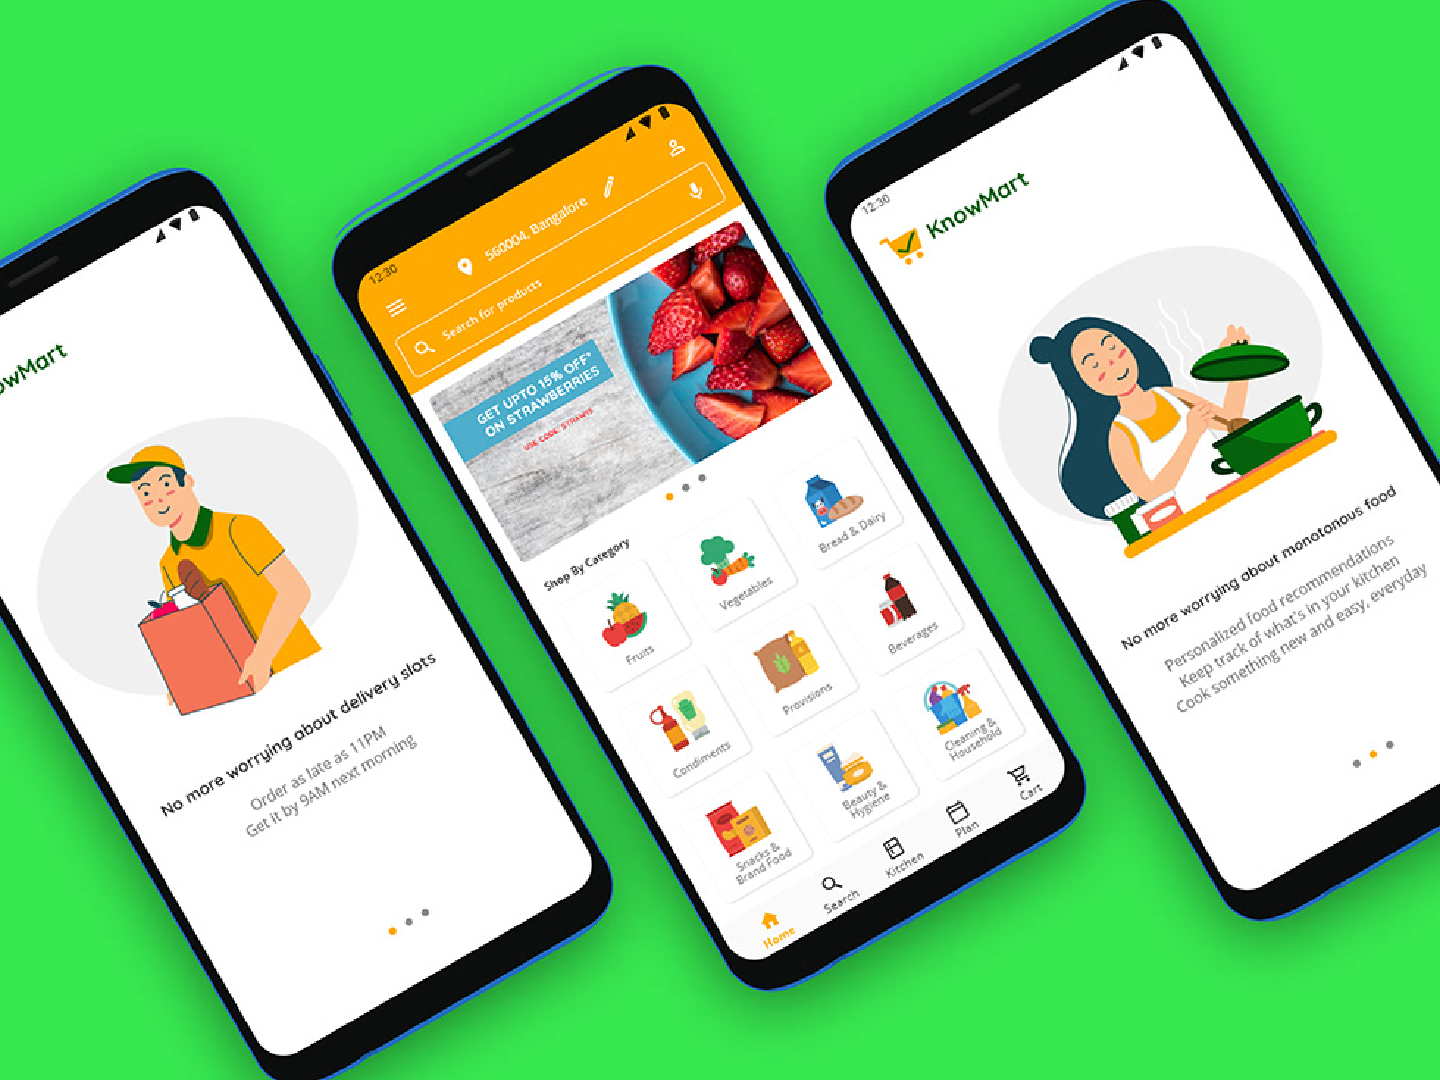 owMart
No more worrying about delivery slots
Order as late as 11PM
Get it by 9AM next morning
12:30
560004, Bangalore
Search for products
GET UPTO 15% OFF*
ON STRAWBERRIES
Shop By Category
Fruits
Vegetables
Bread & Dairy
Condiments
Provisions
Beverages
Snacks &
Brand Food
Beauty &
Hygiene
Cleaning &
Household
Home
Search
Kitchen
Plan
Cart
12:30
KnowMart
No more worrying about monotonous food
Personalized food recommendations
Keep track of what's in your kitchen
Cook something new and easy, everyday